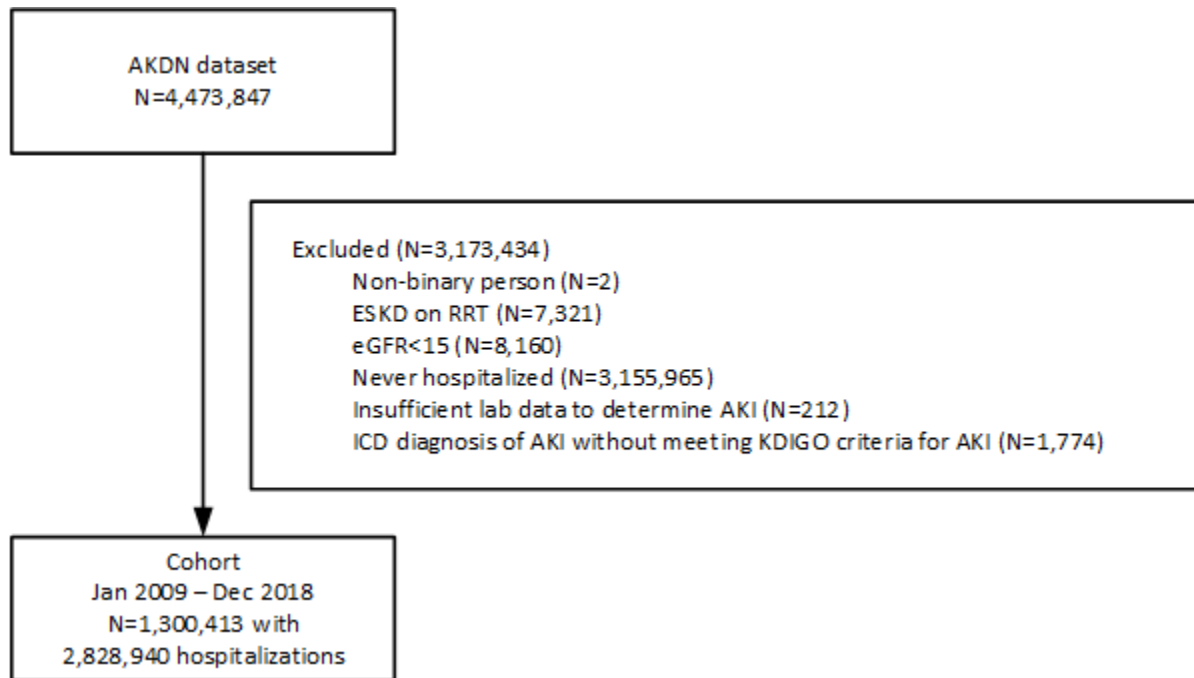 AKDN dataset
N=4,473,847
Excluded (N=3,173,434)
Non-binary person (N=2)
ESKD on RRT (N=7,321)
eGFR<15 (N=8,160)
Never hospitalized (N=3,155,965)
Insufficient lab data to determine AKI (N=212)
ICD diagnosis of AKI without meeting KDIGO criteria for AKI (N=1,774)
Cohort
Jan 2009 – Dec 2018
N=1,300,413 with
2,828,940 hospitalizations